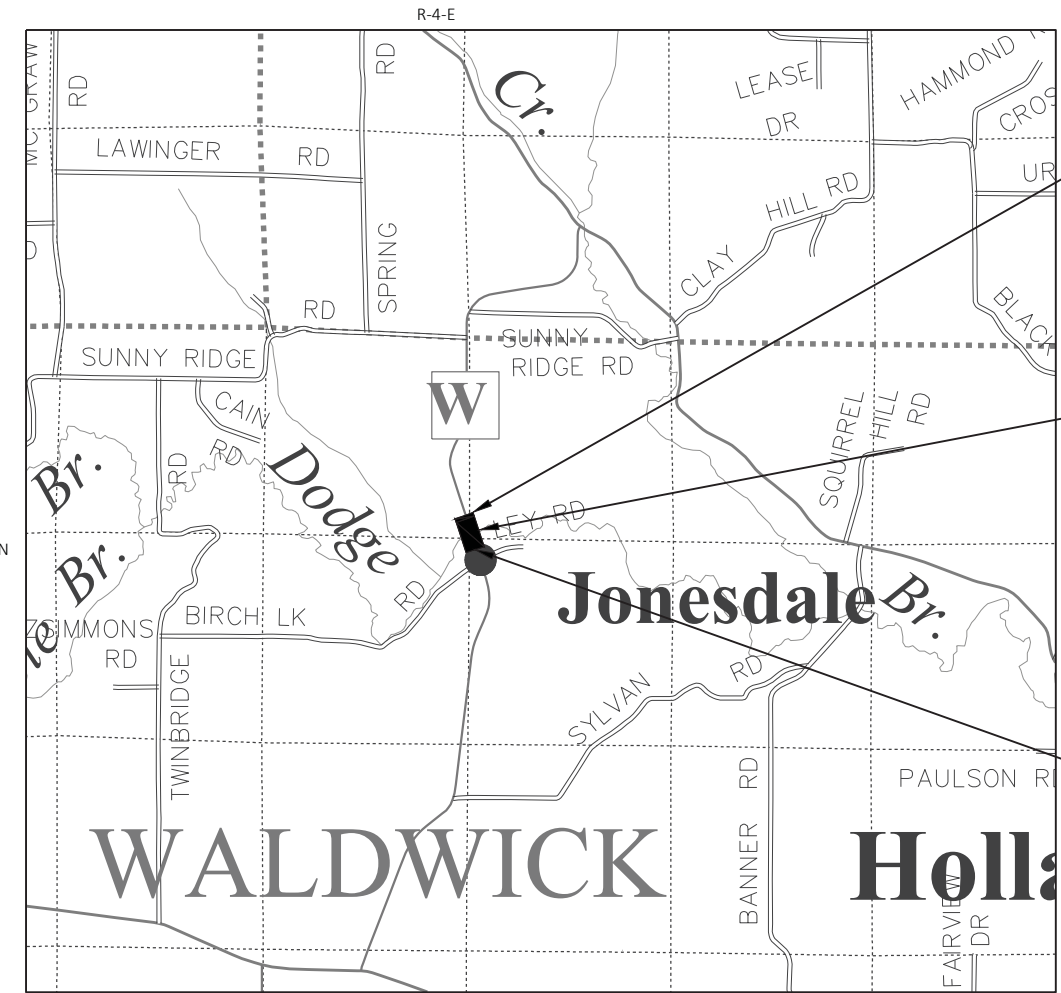 R-4-E
MC GRAW
RD
RD
Cr.
LEASE
DR
HAMMOND
CROS
LAWINGER RD
UR
HILL RD
CLAY
SPRING
RD
BLACK
SUNNY RIDGE
SUNNY
RIDGE RD
W
CAIN
RD
SQUIRREL
HILL
RD
Br.
RD
Dodge
LEY RD
N
Br.
RD
Jonesdale
Br.
BIRCH LK
SIMMONS
RD
TWINBRIDGE
SYLVAN
RD
PAULSON RD
BANNER RD
WALDWICK
Holla
FAIRVIEW
DR